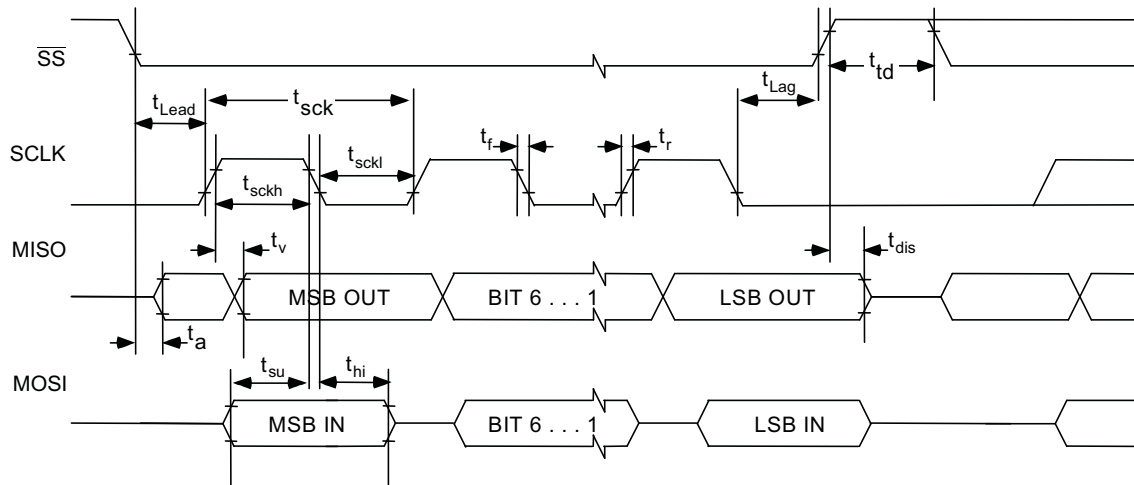 SS
t_td
t_Lag
t_Lead
t_sck
SCLK
t_f
t_r
t_sckl
t_sckh
MISO
t_v
t_dis
MSB OUT
BIT 6 . . . 1
LSB OUT
t_a
MOSI
t_su
t_hi
MSB IN
BIT 6 . . . 1
LSB IN